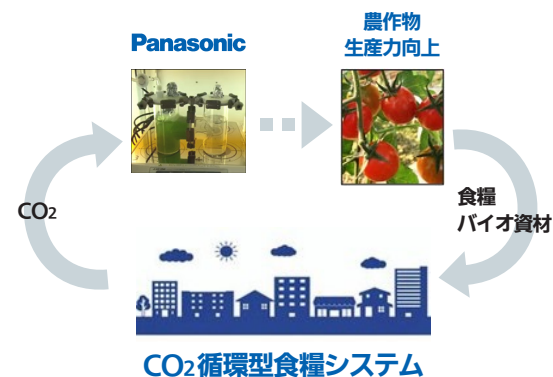 Panasonic
農作物
生産力向上
CO2
食糧
バイオ資材
CO2循環型食糧システム